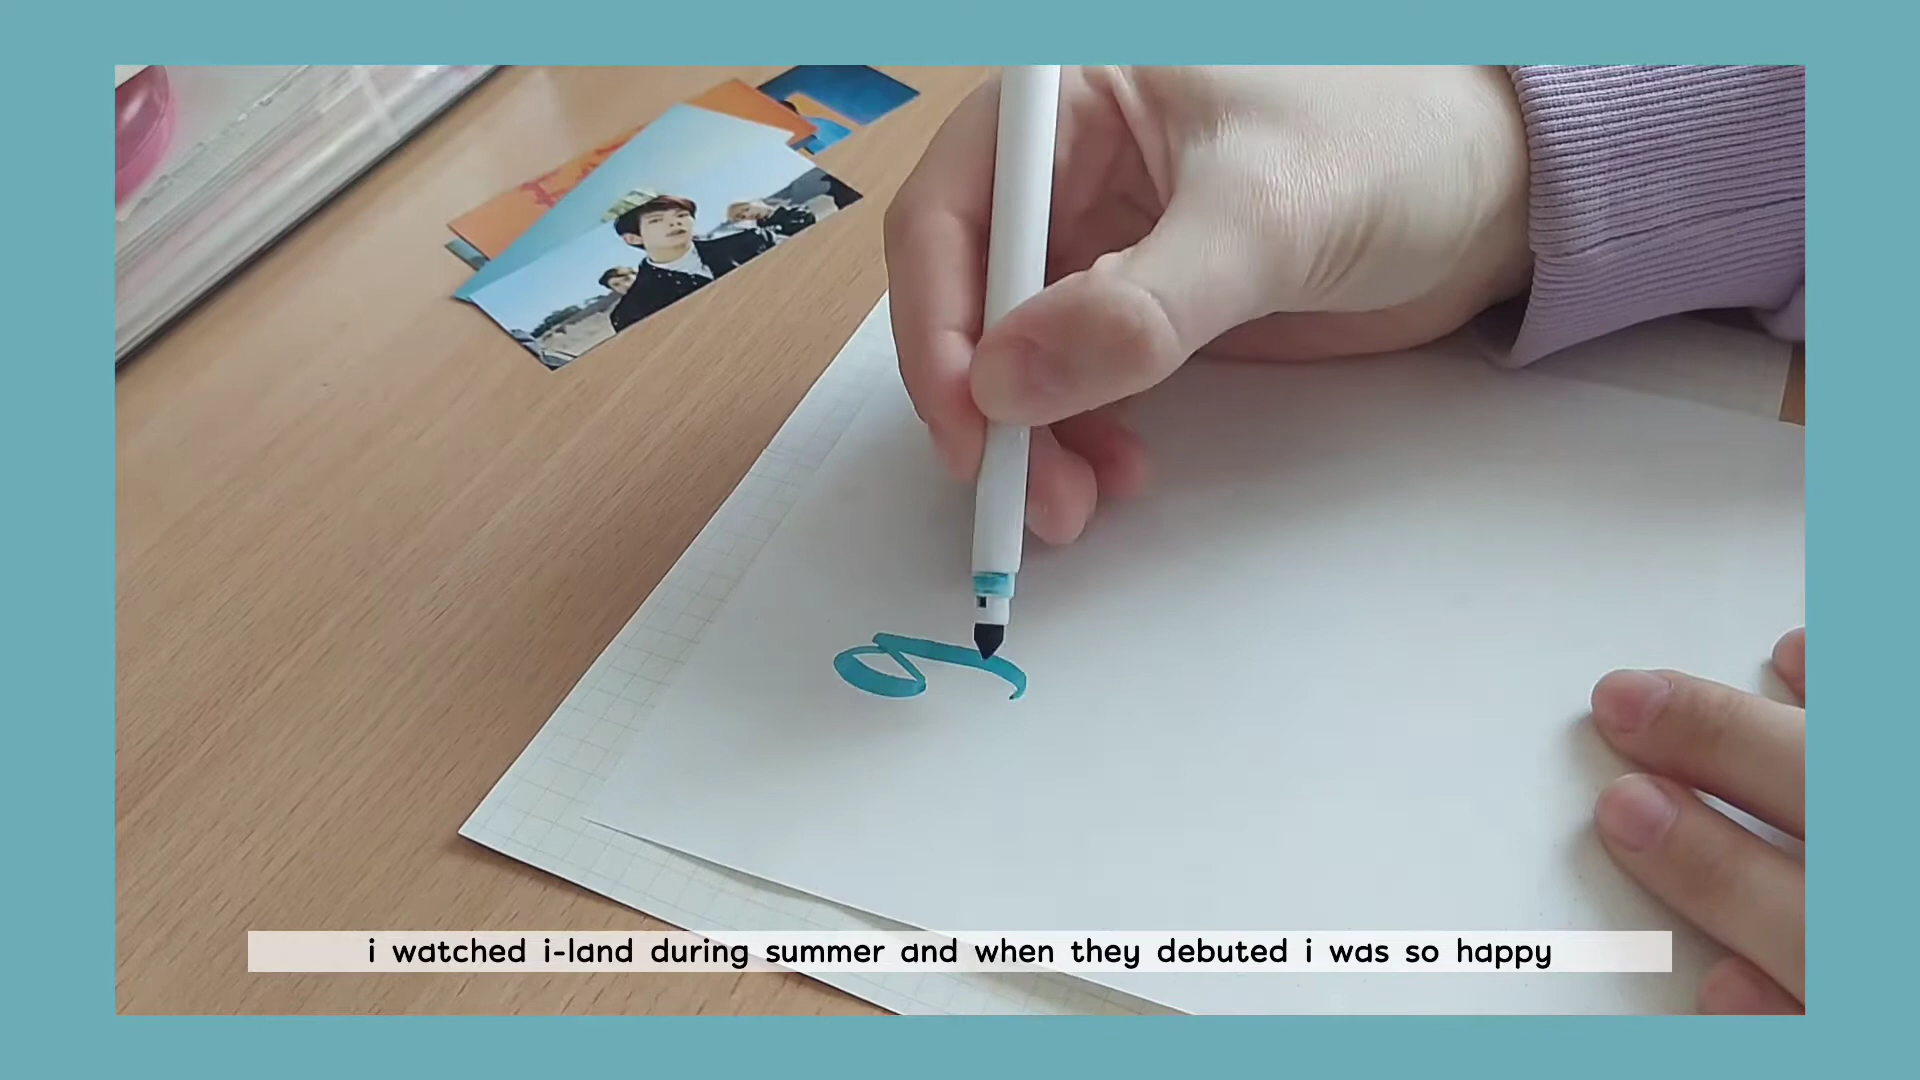 g
i watched i-land during summer and when they debuted i was so happy